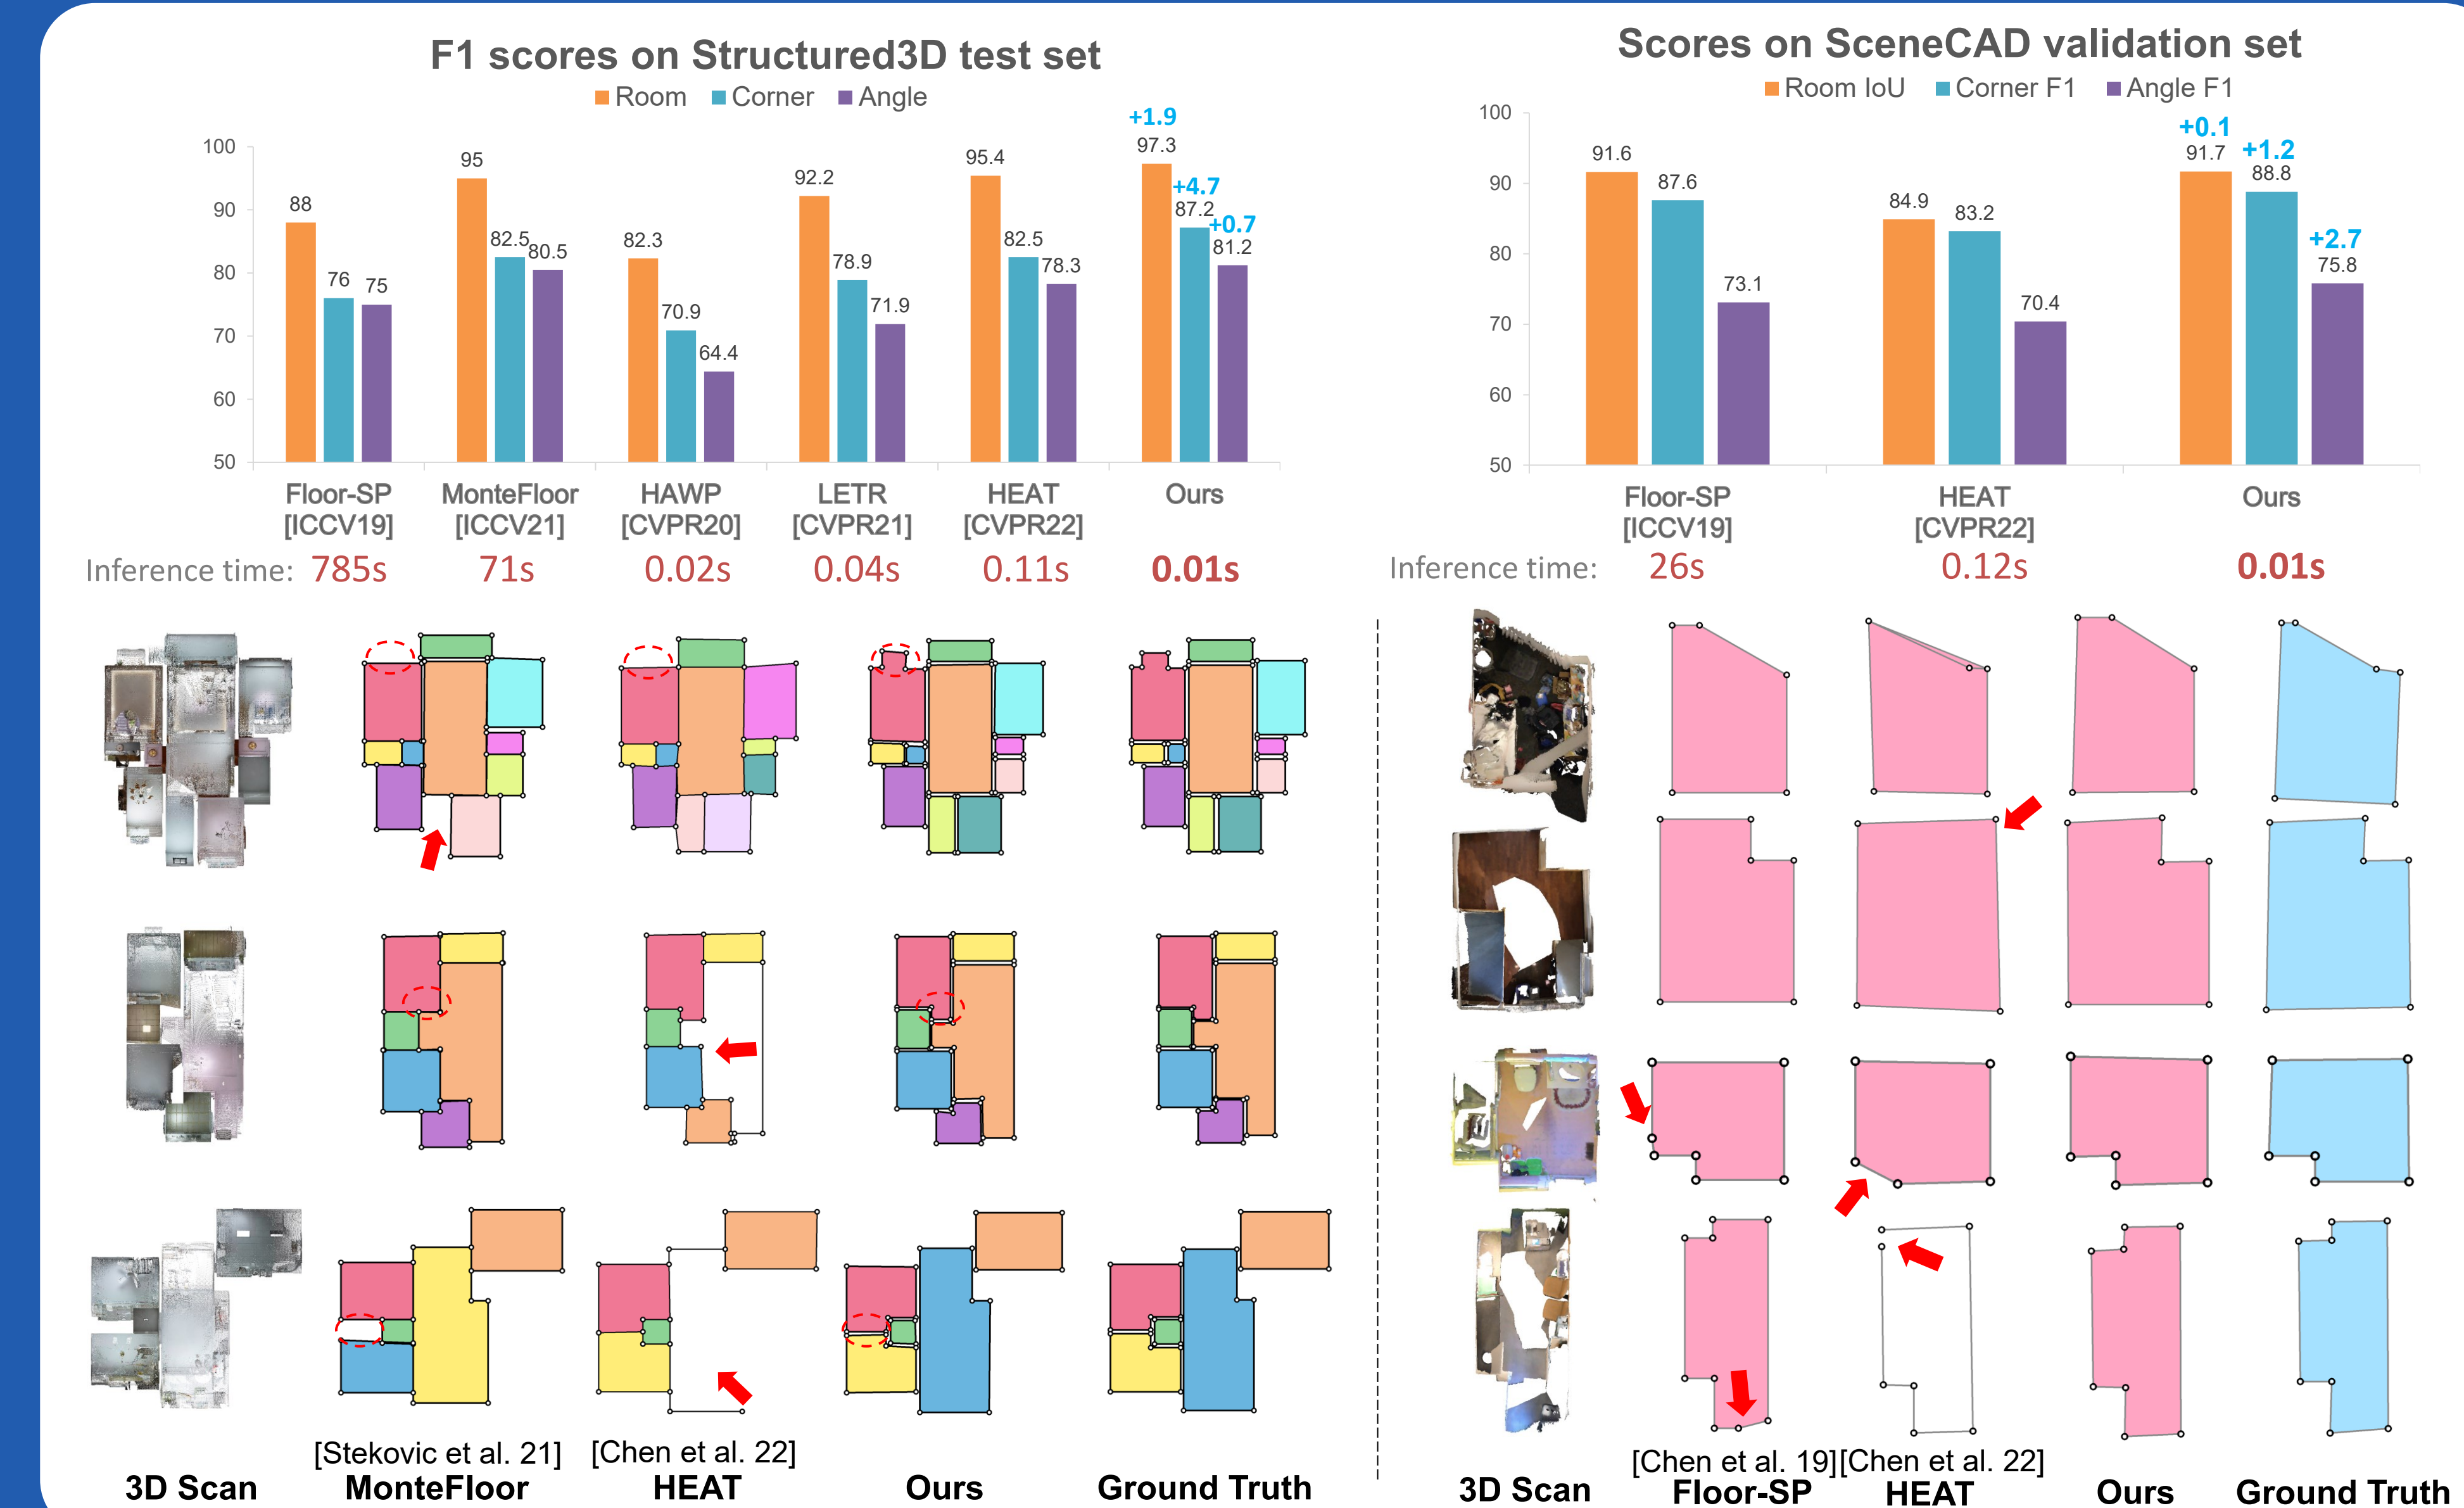 F1 scores on Structured3D test set
Room Corner Angle
100
90
80
70
60
50
88
76
75
95
82.5
80.5
82.3
70.9
64.4
92.2
78.9
71.9
95.4
82.5
78.3
+1.9
97.3
+4.7
87.2
+0.7
81.2
Floor-SP
[ICCV19]
MonteFloor
[ICCV21]
HAWP
[CVPR20]
LETR
[CVPR21]
HEAT
[CVPR22]
Ours
Inference time: 785s 71s 0.02s 0.04s 0.11s 0.01s
[Stekovic et al. 21] [Chen et al. 22]
3D Scan MonteFloor HEAT Ours Ground Truth
Scores on SceneCAD validation set
Room IoU Corner F1 Angle F1
100
90
80
70
60
50
91.6
87.6
73.1
84.9
83.2
70.4
+0.1
91.7
+1.2
88.8
+2.7
75.8
Floor-SP
[ICCV19]
HEAT
[CVPR22]
Ours
Inference time: 26s 0.12s 0.01s
[Chen et al. 19] [Chen et al. 22]
3D Scan Floor-SP HEAT Ours Ground Truth